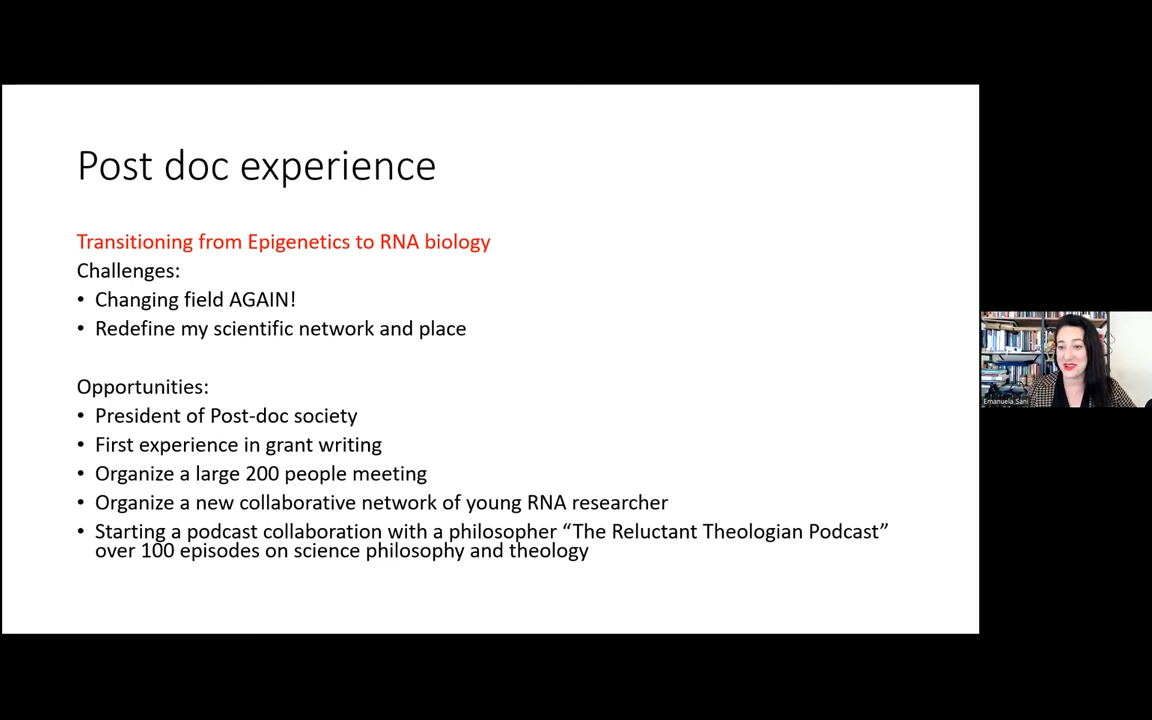 Post doc experience
Transitioning from Epigenetics to RNA biology
Challenges:
• Changing field AGAIN!
• Redefine my scientific network and place
Opportunities:
• President of Post-doc society
• First experience in grant writing
• Organize a large 200 people meeting
• Organize a new collaborative network of young RNA researcher
• Starting a podcast collaboration with a philosopher “The Reluctant Theologian Podcast”
over 100 episodes on science philosophy and theology
Emanuela Sani